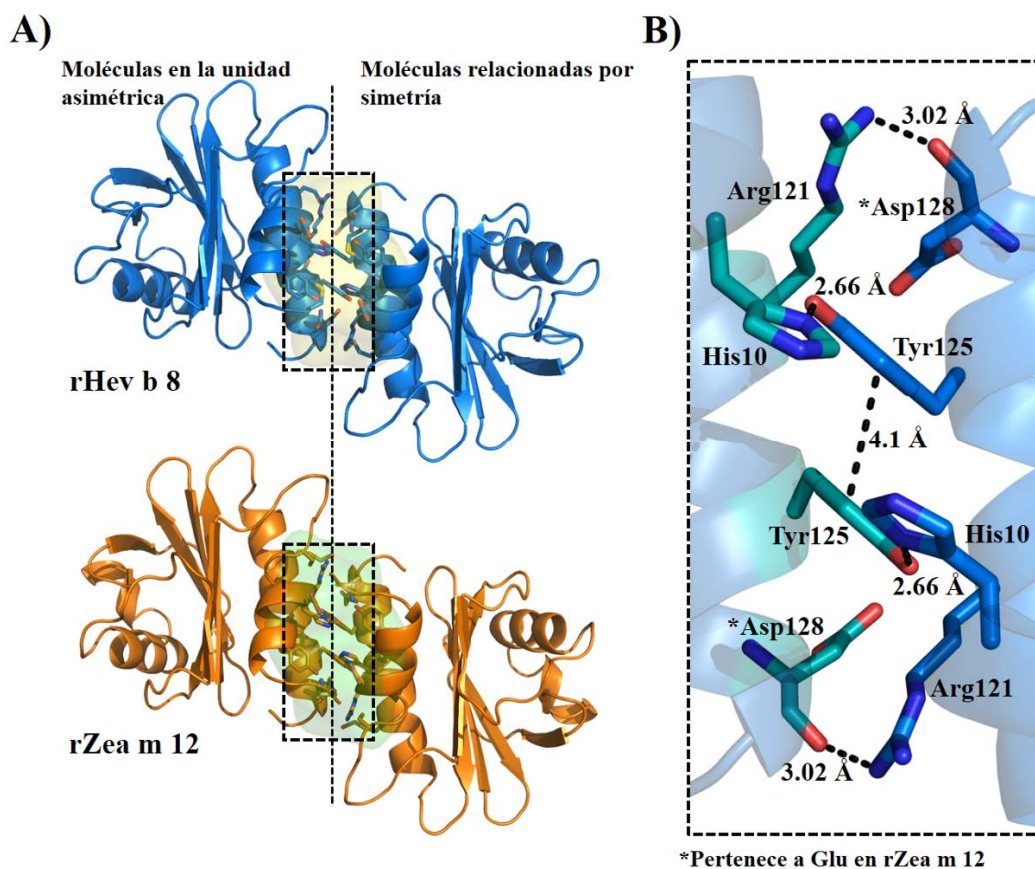 A)
Moléculas en la unidad
asimétrica
Moléculas relacionadas por
simetría
rHev b 8
rZea m 12
B)
3.02 Å
Arg121
*Asp128
2.66 Å
His10
Tyr125
4.1 Å
Tyr125
His10
2.66 Å
*Asp128
Arg121
3.02 Å
*Pertenece a Glu en rZea m 12